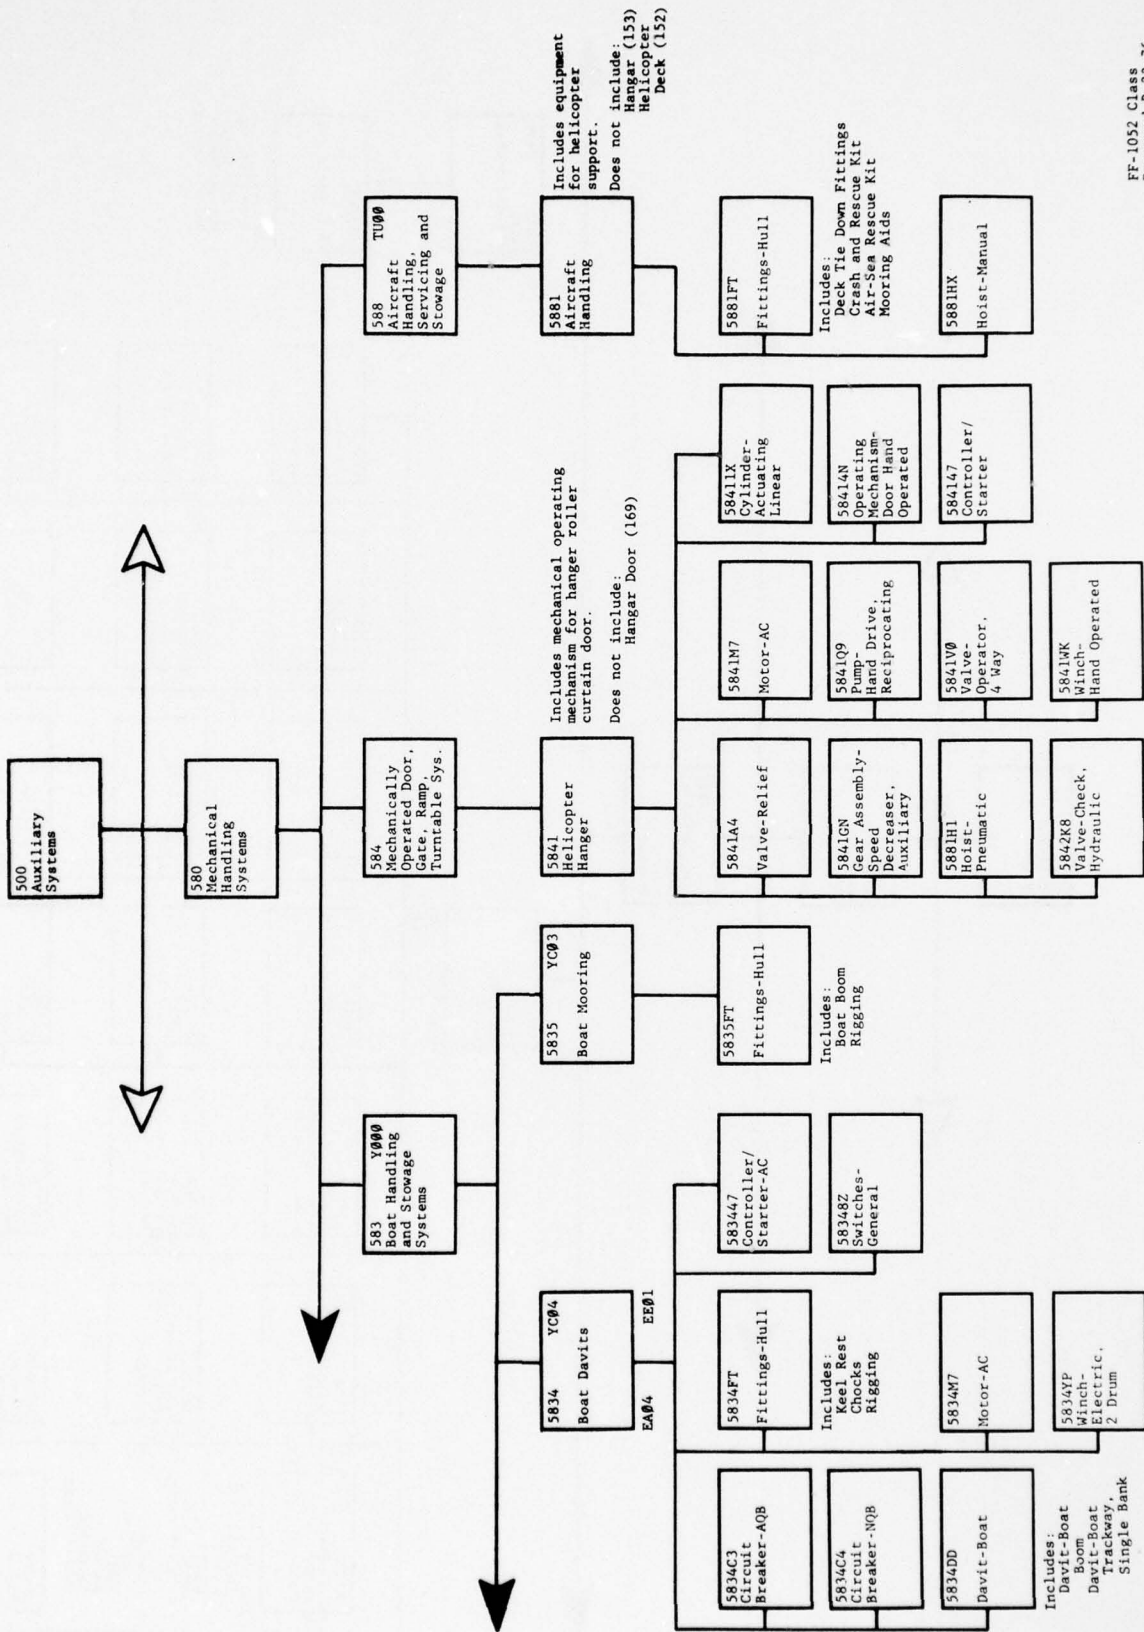 500
Auxiliary
Systems
580
Mechanical
Handling
Systems
583 YØØØ
Boat Handling
and Stowage
Systems
584
Mechanically
Operated Door,
Gate, Ramp,
Turntable Sys.
588 TUØØ
Aircraft
Handling,
Servicing and
Stowage
5834 YCØ4
Boat Davits
EAØ4 EEØ1
5835 YCØ3
Boat Mooring
5841
Helicopter
Hanger
Includes mechanical operating
mechanism for hanger roller
curtain door.
Does not include:
Hangar Door (169)
5881
Aircraft
Handling
Includes equipment
for helicopter
support.
Does not include:
Hangar (153)
Helicopter
Deck (152)
5834C3
Circuit
Breaker-AQB
5834C4
Circuit
Breaker-NQB
5834DD
Davit-Boat
Includes:
Davit-Boat
Boom
Davit-Boat
Trackway,
Single Bank
5834FT
Fittings-Hull
Includes:
Keel Rest
Chocks
Rigging
5834M7
Motor-AC
5834YP
Winch-
Electric,
2 Drum
583447
Controller/
Starter-AC
58348Z
Switches-
General
5835FT
Fittings-Hull
Includes:
Boat Boom
Rigging
5841A4
Valve-Relief
5841GN
Gear Assembly-
Speed
Decreaser,
Auxiliary
5881H1
Hoist-
Pneumatic
5842K8
Valve-Check,
Hydraulic
5841M7
Motor-AC
5841Q9
Pump-
Hand Drive,
Reciprocating
5841VØ
Valve-
Operator,
4 Way
5841WK
Winch-
Hand Operated
58411X
Cylinder-
Actuating
Linear
58414N
Operating
Mechanism-
Door Hand
Operated
584147
Controller/
Starter
5881FT
Fittings-Hull
Includes:
Deck Tie Down Fittings
Crash and Rescue Kit
Air-Sea Rescue Kit
Mooring Aids
5881HX
Hoist-Manual
FF-1052 Class